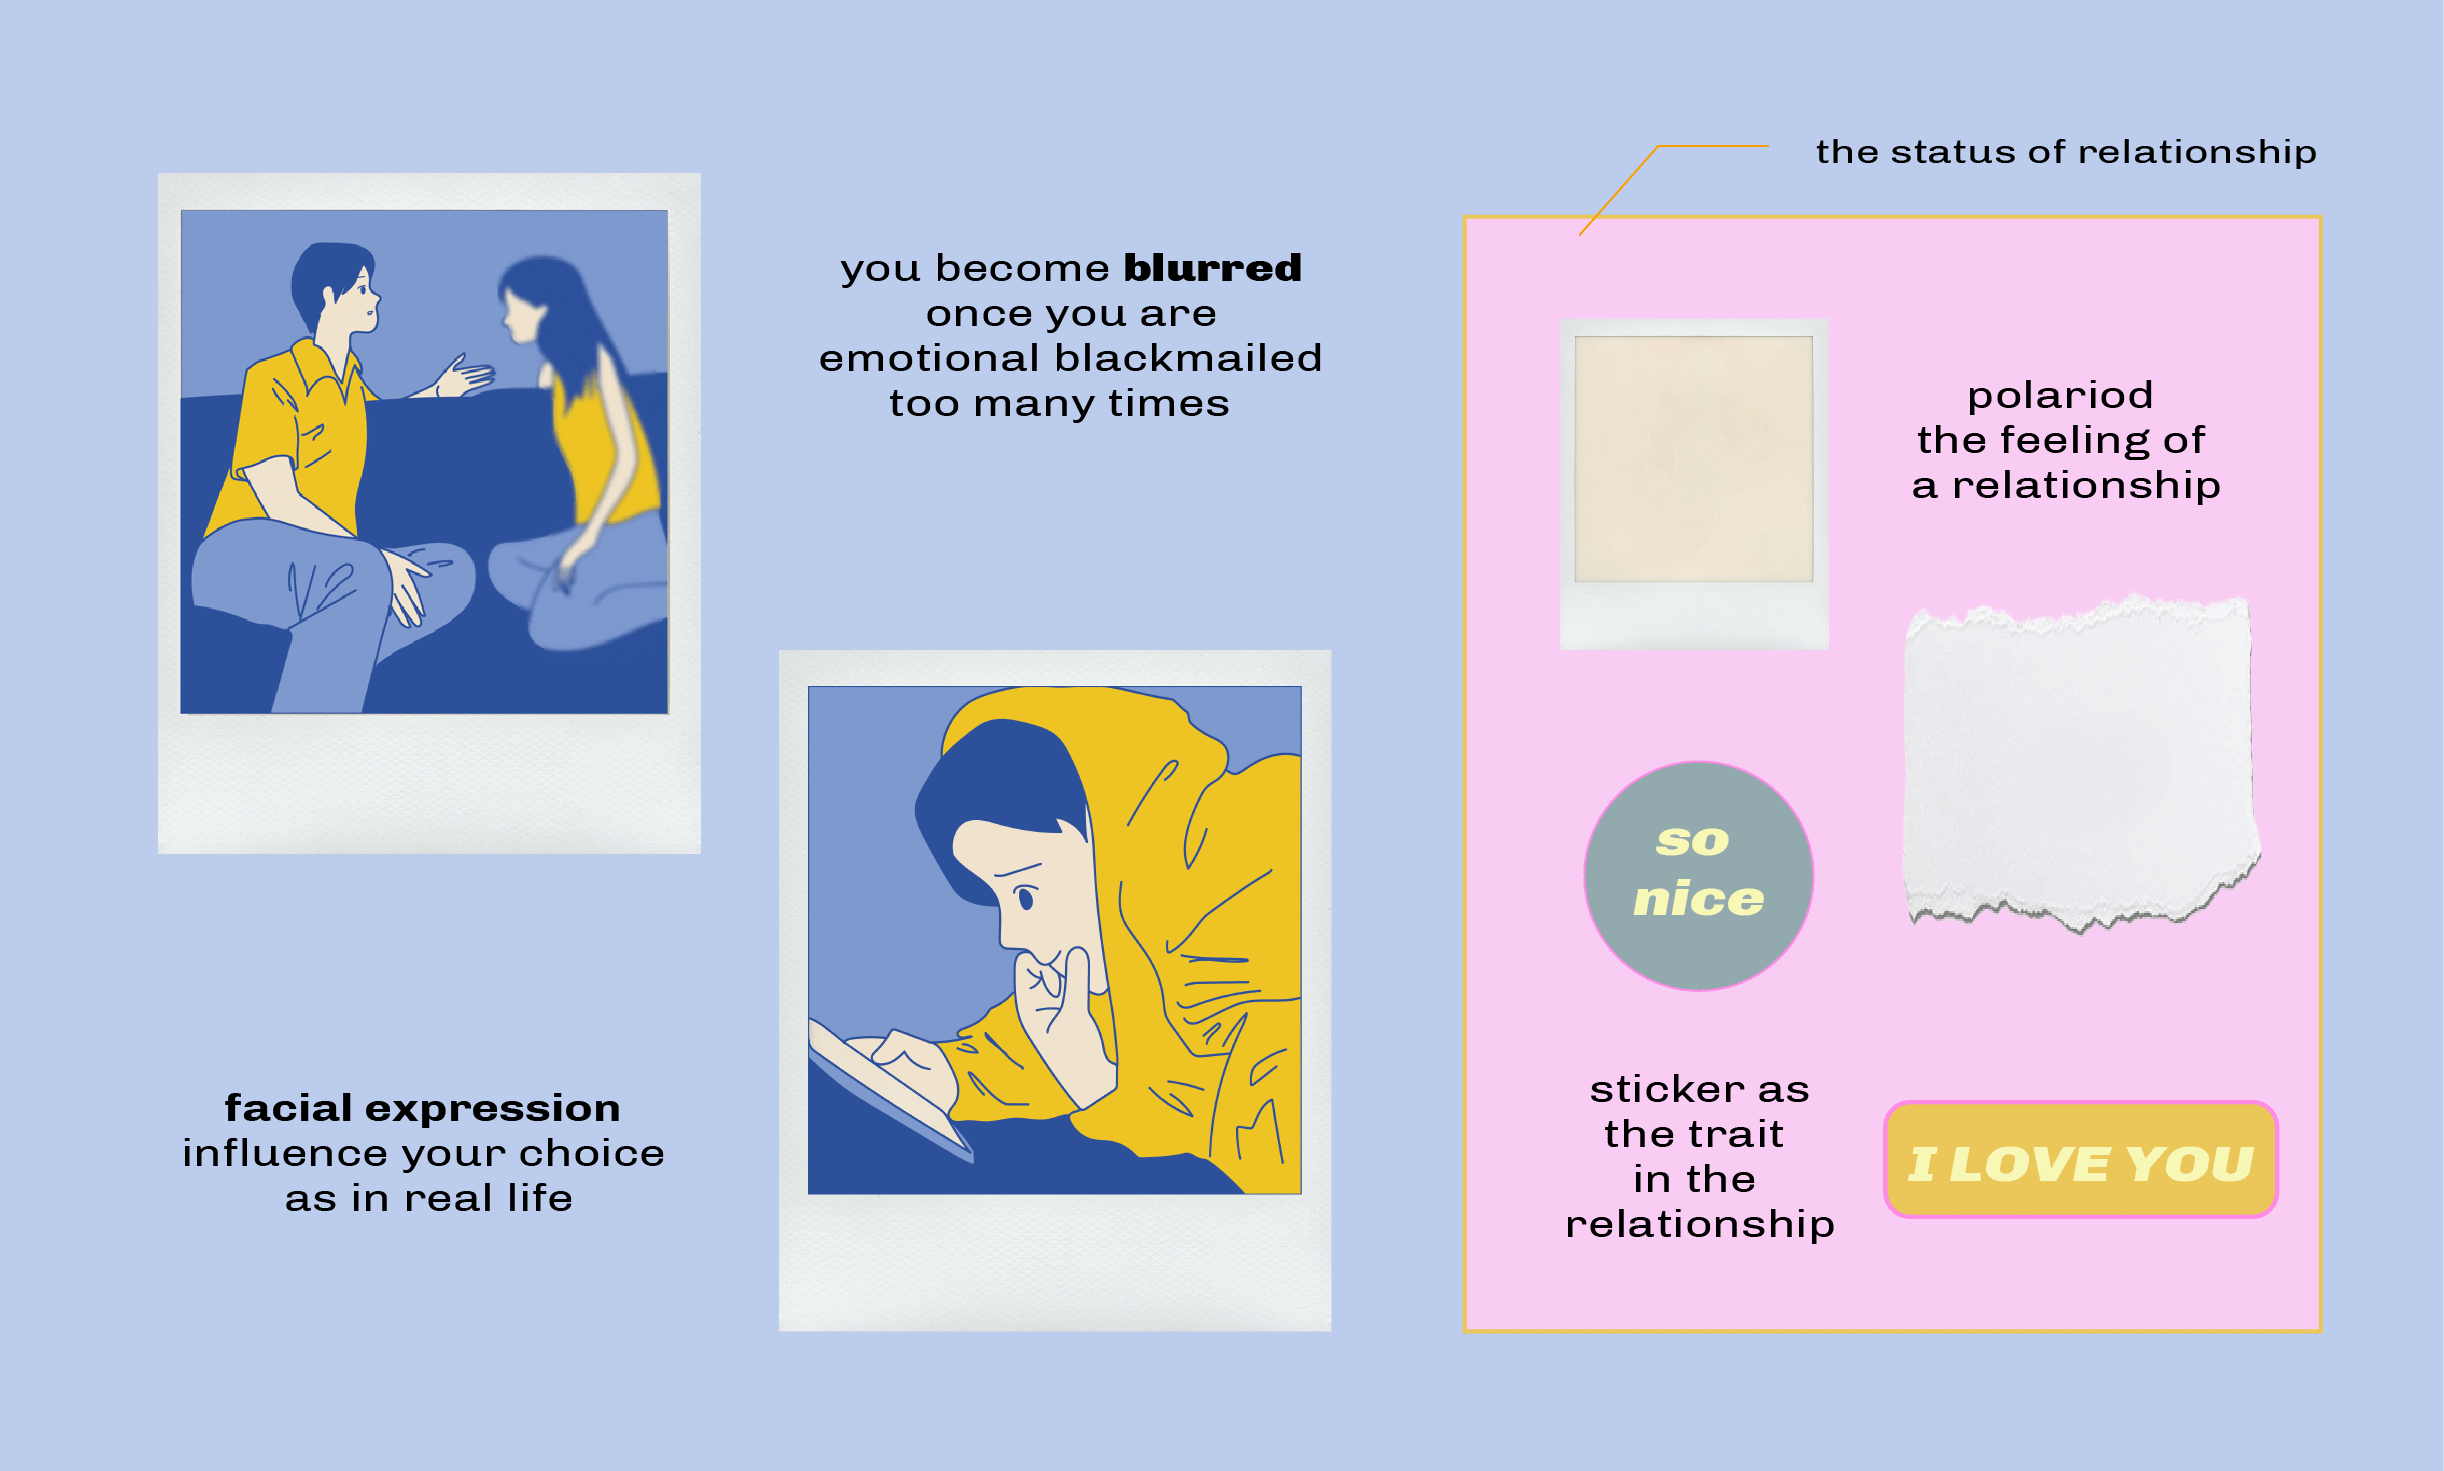 you become blurred
once you are
emotional blackmailed
too many times
facial expression
influence your choice
as in real life
the status of relationship
polariod
the feeling of
a relationship
so
nice
sticker as
the trait
in the
relationship
I LOVE YOU